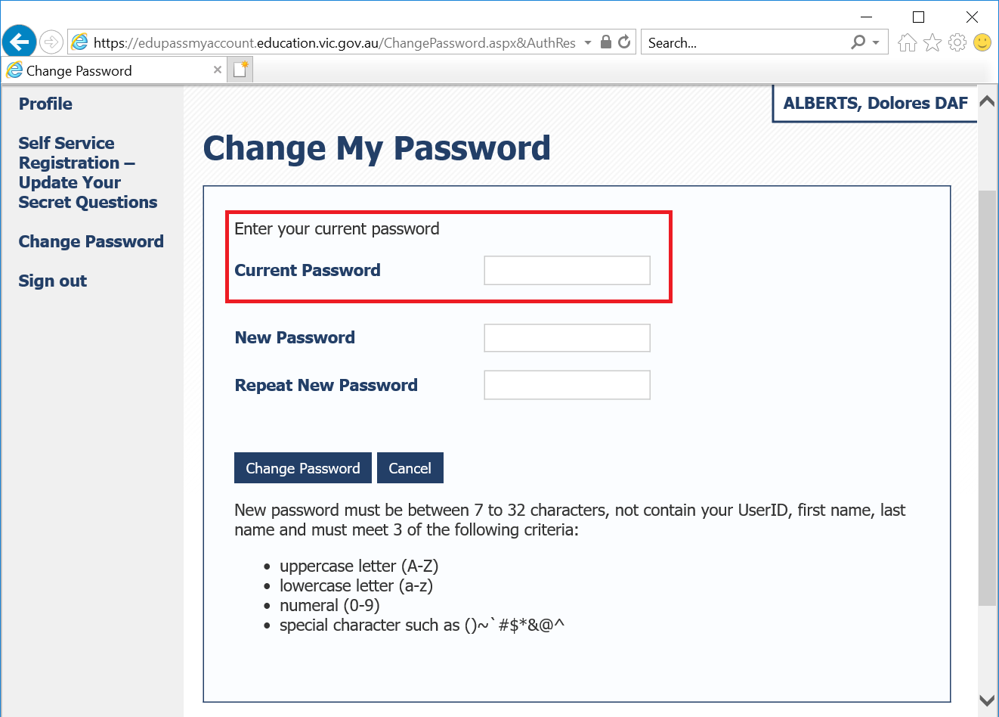 https://edupassmyaccount.education.vic.gov.au/ChangePassword.aspx&AuthRes
Search...
Change Password
Profile
Self Service
Registration –
Update Your
Secret Questions
Change Password
Sign out
ALBERTS, Dolores DAF
Change My Password
Enter your current password
Current Password
New Password
Repeat New Password
Change Password Cancel
New password must be between 7 to 32 characters, not contain your UserID, first name, last
name and must meet 3 of the following criteria:
• uppercase letter (A-Z)
• lowercase letter (a-z)
• numeral (0-9)
• special character such as ()~`#$*&@^